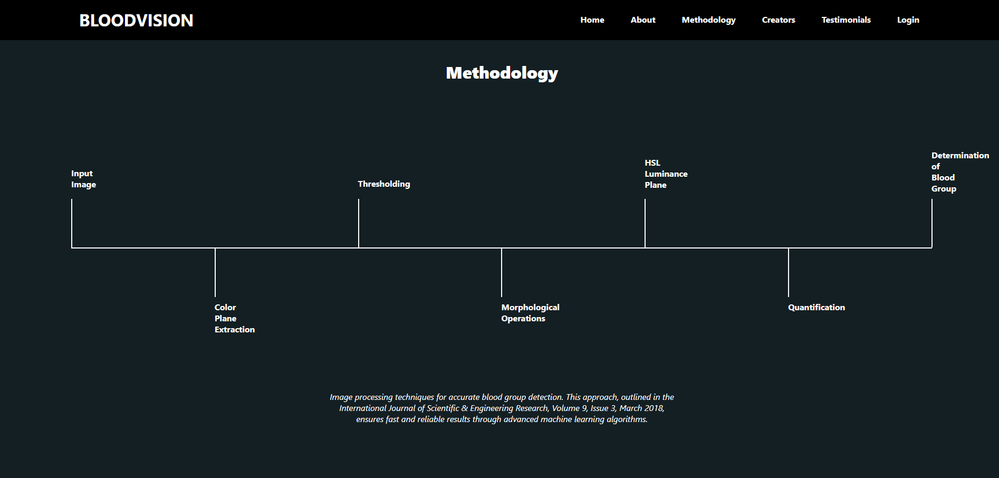 BLOODVISION
Home
About
Methodology
Creators
Testimonials
Login
Methodology
Input
Image
Color
Plane
Extraction
Thresholding
Morphological
Operations
HSL
Luminance
Plane
Quantification
Determination
of
Blood
Group
Image processing techniques for accurate blood group detection. This approach, outlined in the
International Journal of Scientific & Engineering Research, Volume 9, Issue 3, March 2018,
ensures fast and reliable results through advanced machine learning algorithms.